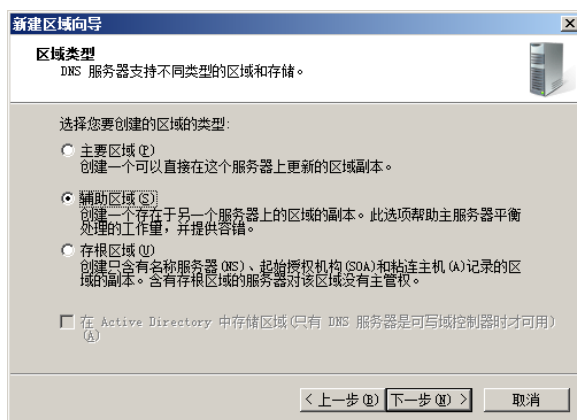 新建区域向导
区域类型
DNS 服务器支持不同类型的区域和存储。
选择您要创建的区域的类型:
主要区域(P)
创建一个可以直接在这个服务器上更新的区域副本。
辅助区域(S)
创建一个存在于另一个服务器上的区域的副本。此选项帮助主服务器平衡
处理的工作量，并提供容错。
存根区域(U)
创建只含有名称服务器(NS)、起始授权机构(SOA)和粘连主机(A)记录的区
域的副本。含有存根区域的服务器对该区域没有主管权。
在 Active Directory 中存储区域(只有 DNS 服务器是可写域控制器时才可用)
(A)
< 上一步(B) 下一步(N) > 取消